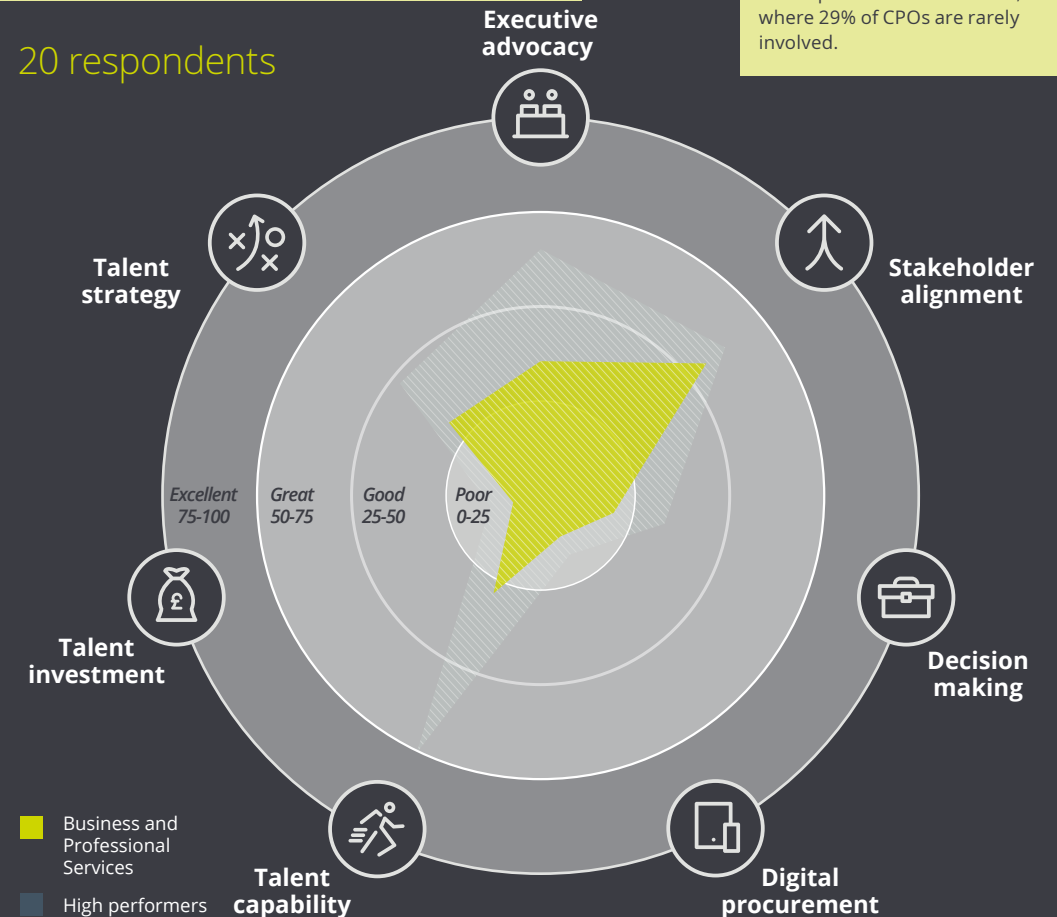 where 29% of CPOs are rarely
involved.
20 respondents
Executive
advocacy
Stakeholder
alignment
Talent
strategy
Excellent
75-100
Great
50-75
Good
25-50
Poor
0-25
£
Talent
investment
Decision
making
Talent
capability
Digital
procurement
Business and
Professional
Services
High performers